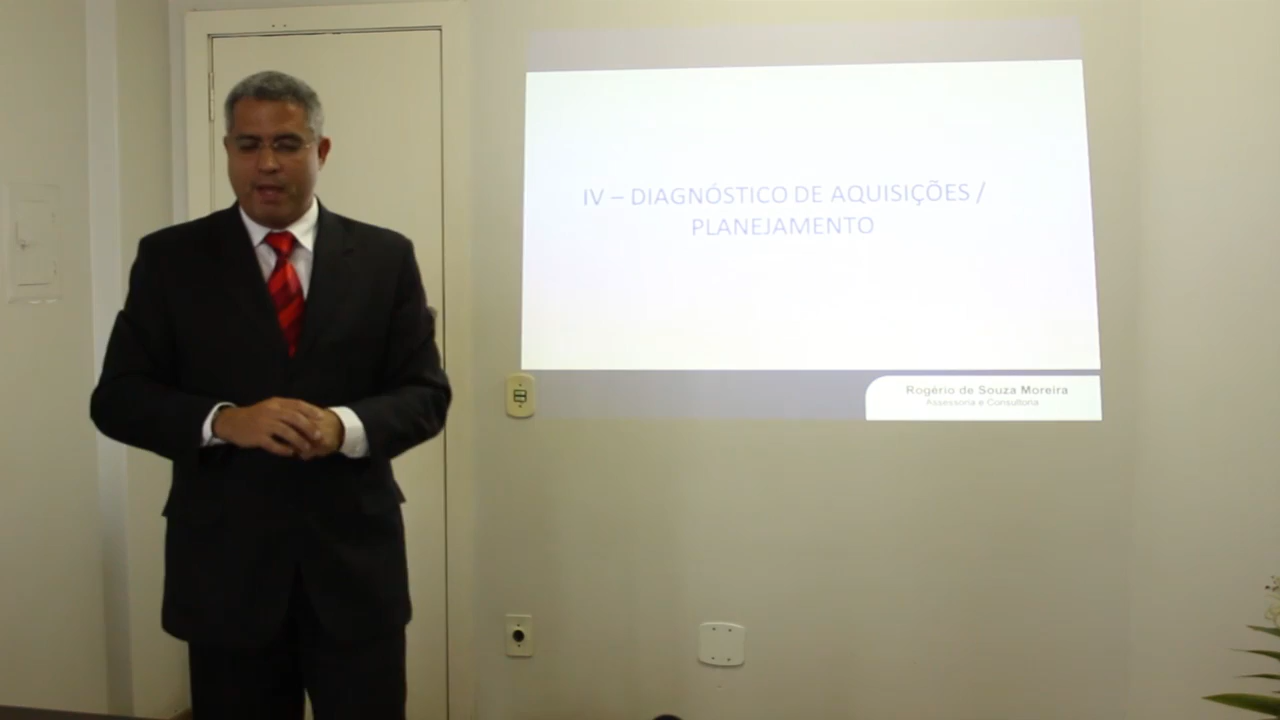 IV – DIAGNÓSTICO DE AQUISIÇÕES /
PLANEJAMENTO
Rogério de Souza Moreira
Assessoria e Consultoria